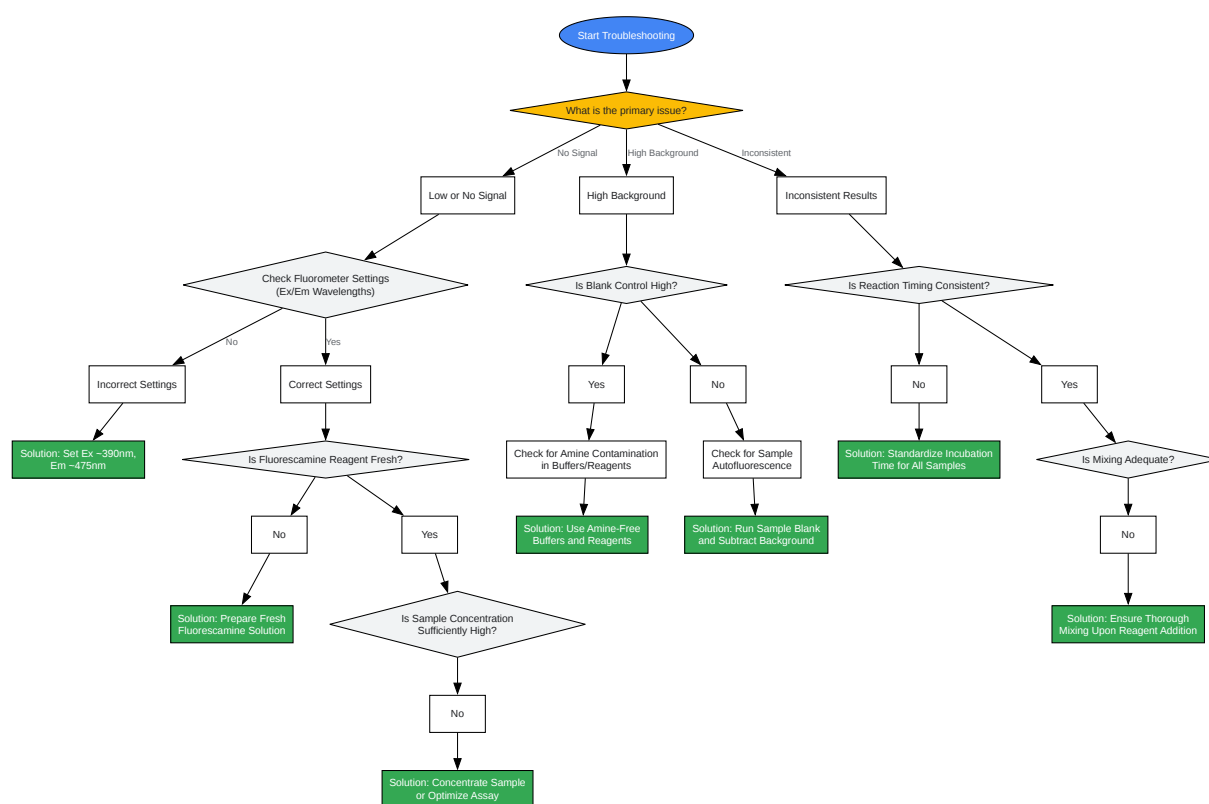 Start Troubleshooting
What is the primary issue?
No Signal
High Background
Inconsistent
Low or No Signal
High Background
Inconsistent Results
Check Fluorometer Settings
(Ex/Em Wavelengths)
Is Blank Control High?
Is Reaction Timing Consistent?
No
Yes
Incorrect Settings
Correct Settings
Yes
No
No
Yes
Solution: Set Ex ~390nm,
Em ~475nm
Is Fluorescamine Reagent Fresh?
Check for Amine Contamination
in Buffers/Reagents
Check for Sample
Autofluorescence
Solution: Standardize Incubation
Time for All Samples
Is Mixing Adequate?
No
Yes
Solution: Use Amine-Free
Buffers and Reagents
Solution: Run Sample Blank
and Subtract Background
No
Solution: Prepare Fresh
Fluorescamine Solution
Is Sample Concentration
Sufficiently High?
Solution: Ensure Thorough
Mixing Upon Reagent Addition
No
Solution: Concentrate Sample
or Optimize Assay